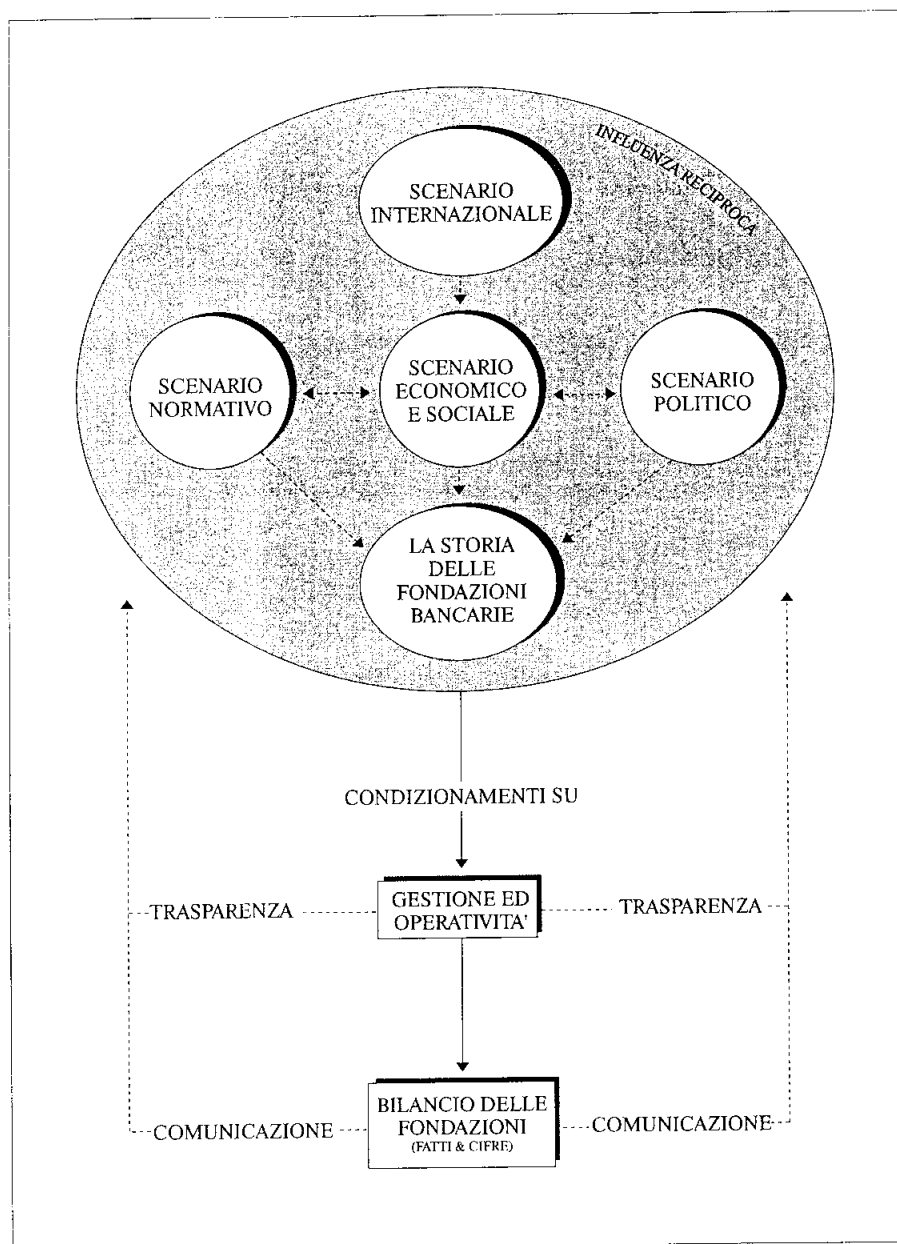 INFLUENZA RECIPROCA
SCENARIO
INTERNAZIONALE
SCENARIO
NORMATIVO
SCENARIO
ECONOMICO
E SOCIALE
SCENARIO
POLITICO
LA STORIA
DELLE
FONDAZIONI
BANCARIE
CONDIZIONAMENTI SU
TRASPARENZA
GESTIONE ED
OPERATIVITA'
TRASPARENZA
COMUNICAZIONE
BILANCIO DELLE
FONDAZIONI
(FATTI & CIFRE)
COMUNICAZIONE